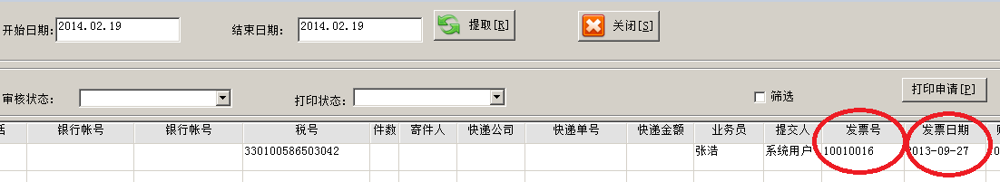 开始日期: 2014.02.19 结束日期: 2014.02.19 提取[R] 关闭[S]
审核状态: 打印状态: 筛选 打印申请[P]
银行帐号 银行帐号 税号 件数 寄件人 快递公司 快递单号 快递金额 业务员 提交人 发票号 发票日期
330100586503042 张浩 系统用户 10010016 2013-09-27